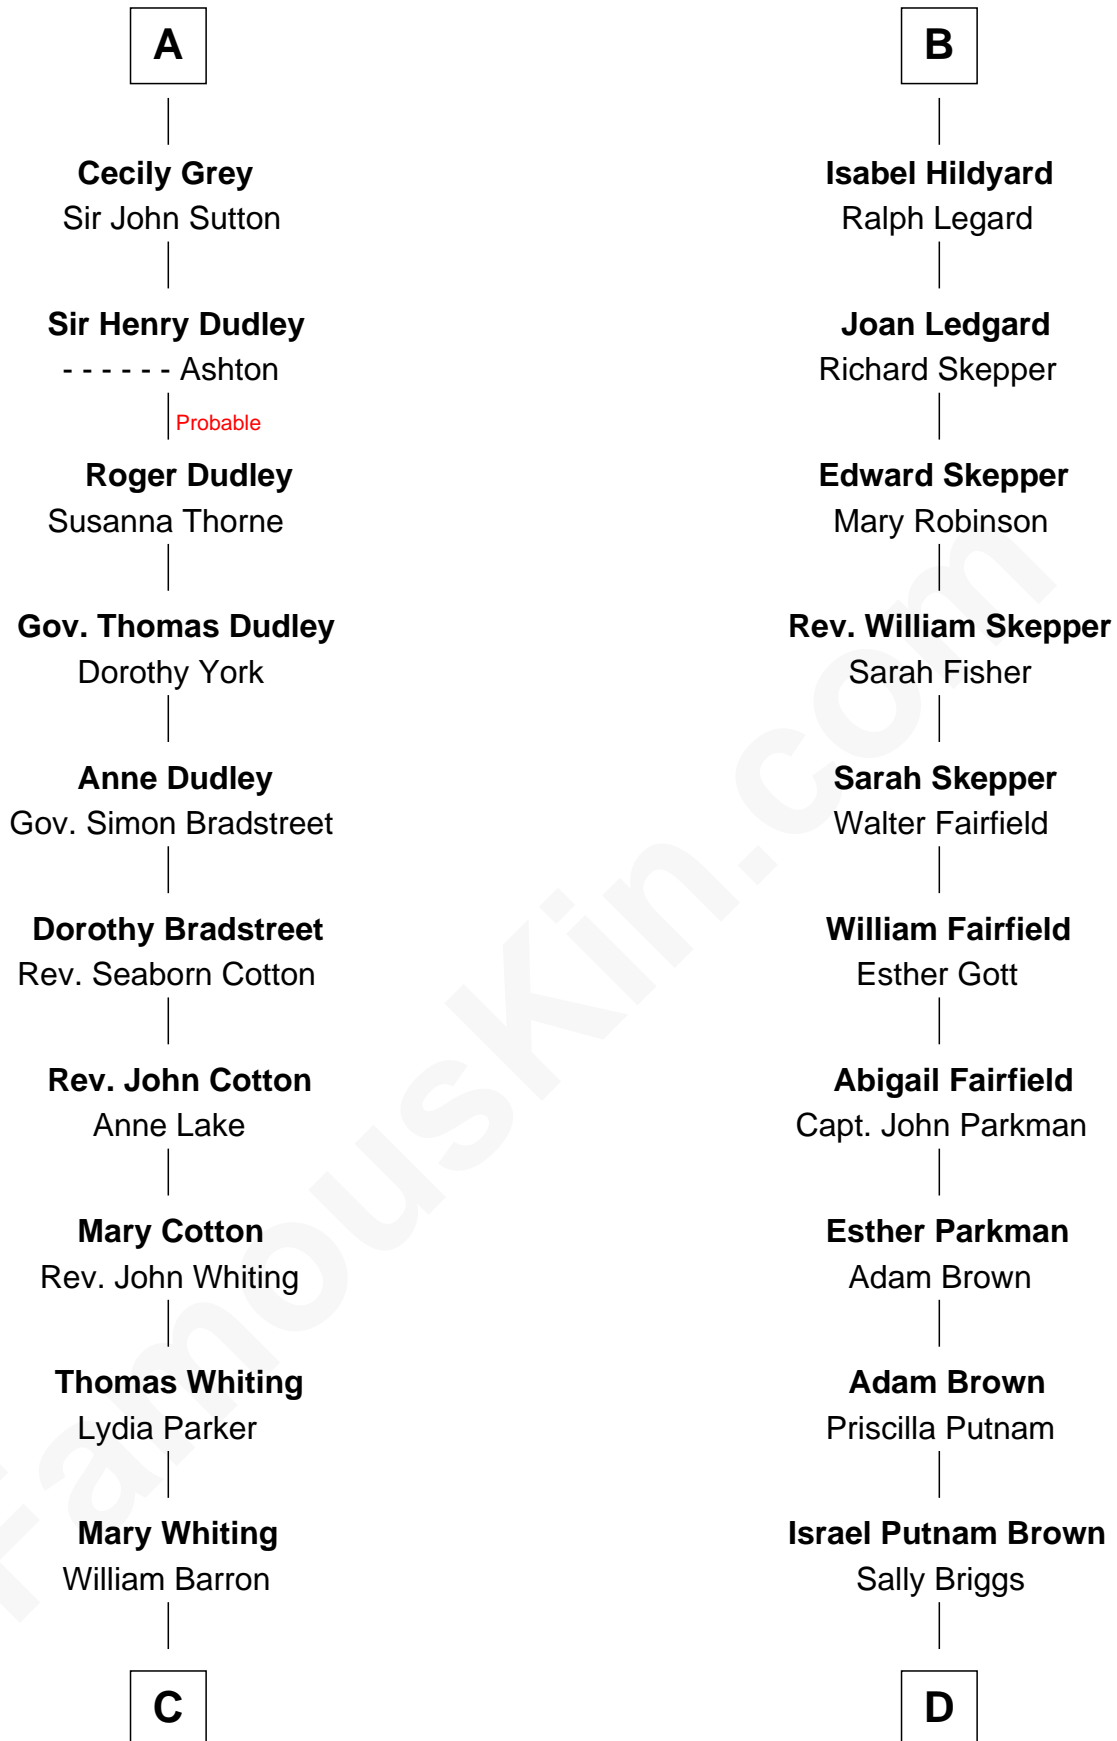 A
Cecily Grey
Sir John Sutton
Sir Henry Dudley
- - - - - - Ashton
Probable
Roger Dudley
Susanna Thorne
Gov. Thomas Dudley
Dorothy York
Anne Dudley
Gov. Simon Bradstreet
Dorothy Bradstreet
Rev. Seaborn Cotton
Rev. John Cotton
Anne Lake
Mary Cotton
Rev. John Whiting
Thomas Whiting
Lydia Parker
Mary Whiting
William Barron
C
B
Isabel Hildyard
Ralph Legard
Joan Ledgard
Richard Skepper
Edward Skepper
Mary Robinson
Rev. William Skepper
Sarah Fisher
Sarah Skepper
Walter Fairfield
William Fairfield
Esther Gott
Abigail Fairfield
Capt. John Parkman
Esther Parkman
Adam Brown
Adam Brown
Priscilla Putnam
Israel Putnam Brown
Sally Briggs
D
FamousKin.com